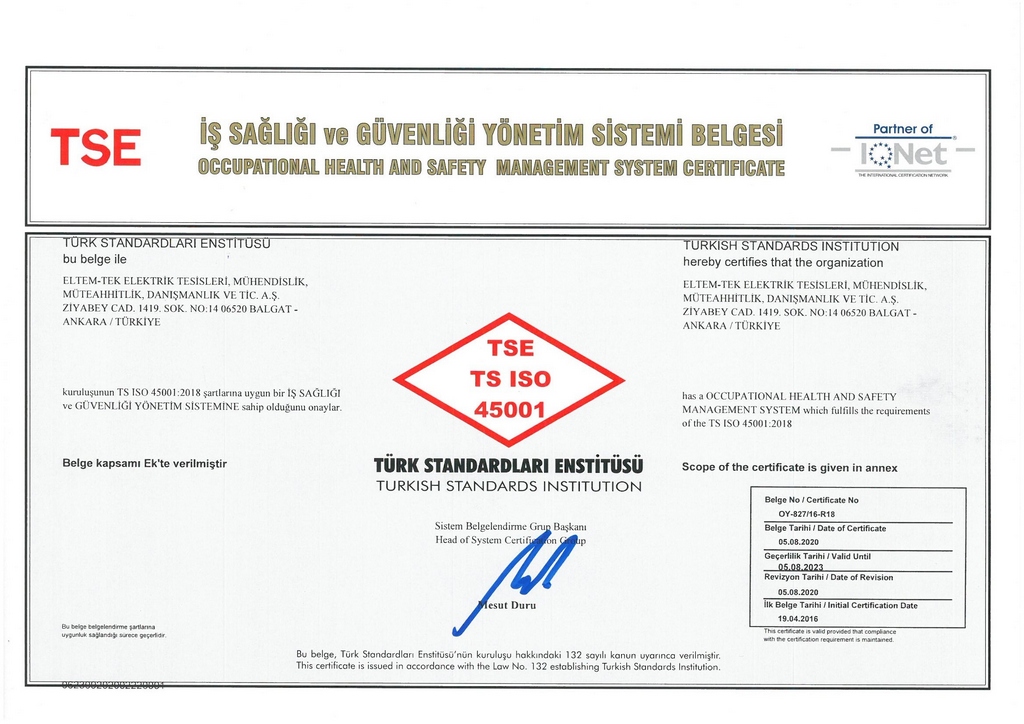 TSE
İŞ SAĞLIĞI ve GÜVENLİĞİ YÖNETİM SİSTEMİ BELGESİ
OCCUPATIONAL HEALTH AND SAFETY MANAGEMENT SYSTEM CERTIFICATE
Partner of
IQNet
THE INTERNATIONAL CERTIFICATION NETWORK
TÜRK STANDARDLARI ENSTİTÜSÜ
bu belge ile
ELTEM-TEK ELEKTRİK TESİSLERİ, MÜHENDİSLİK,
MÜTEAHHİTLİK, DANIŞMANLIK VE TİC. A.Ş.
ZİYABEY CAD. 1419. SOK. NO:14 06520 BALGAT -
ANKARA / TÜRKİYE
kuruluşunun TS ISO 45001:2018 şartlarına uygun bir İŞ SAĞLIĞI
ve GÜVENLİĞİ YÖNETİM SİSTEMİNE sahip olduğunu onaylar.
Belge kapsamı Ek'te verilmiştir
Bu belge belgelendirme şartlarına
uygunluk sağlandığı sürece geçerlidir.
TSE
TS ISO
45001
TÜRK STANDARDLARI ENSTİTÜSÜ
TURKISH STANDARDS INSTITUTION
Sistem Belgelendirme Grup Başkanı
Head of System Certification Group
Mesut Duru
TURKISH STANDARDS INSTITUTION
hereby certifies that the organization
ELTEM-TEK ELEKTRİK TESİSLERİ, MÜHENDİSLİK,
MÜTEAHHİTLİK, DANIŞMANLIK VE TİC. A.Ş.
ZİYABEY CAD. 1419. SOK. NO:14 06520 BALGAT -
ANKARA / TÜRKİYE
has a OCCUPATIONAL HEALTH AND SAFETY
MANAGEMENT SYSTEM which fulfills the requirements
of the TS ISO 45001:2018
Scope of the certificate is given in annex
Belge No / Certificate No
OY-827/16-R18
Belge Tarihi / Date of Certificate
05.08.2020
Geçerlilik Tarihi / Valid Until
05.08.2023
Revizyon Tarihi / Date of Revision
05.08.2020
İlk Belge Tarihi / Initial Certification Date
19.04.2016
This certificate is valid provided that compliance
with the certification requirement is maintained.
Bu belge, Türk Standardları Enstitüsü'nün kuruluşu hakkındaki 132 sayılı kanun uyarınca verilmiştir.
This certificate is issued in accordance with the Law No. 132 establishing Turkish Standards Institution.